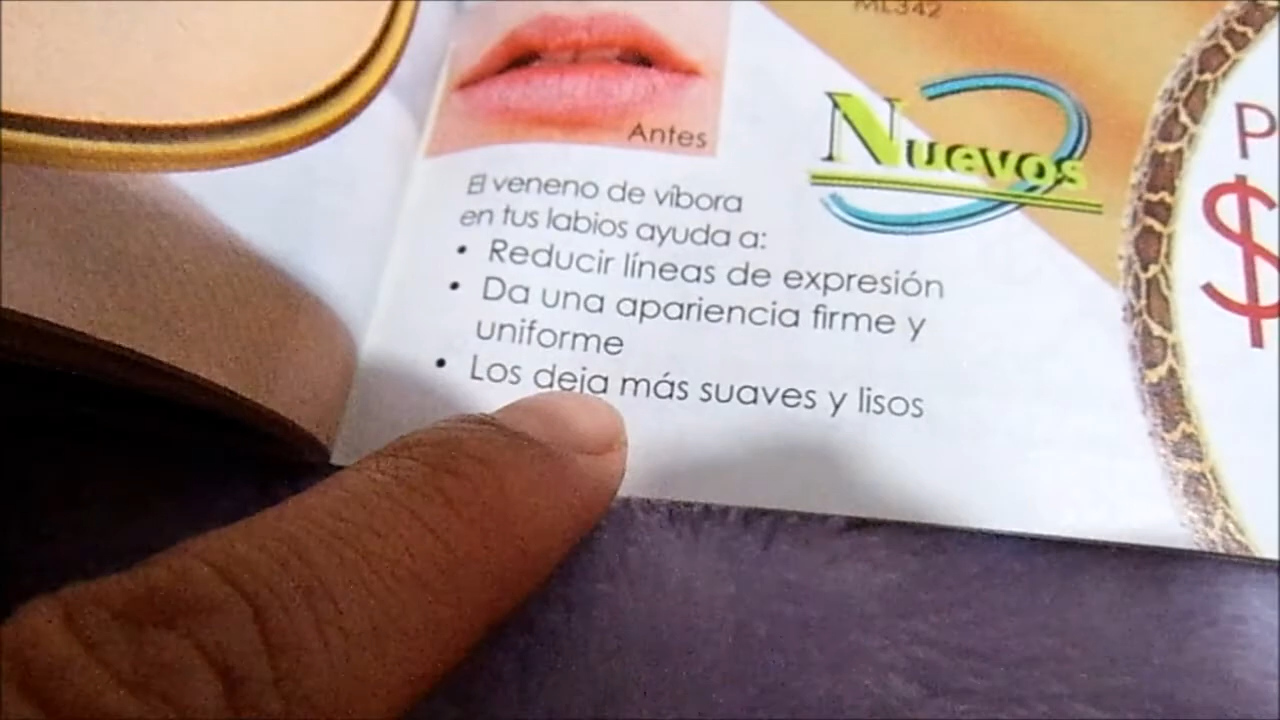 ML342
Antes
Nuevos
El veneno de víbora
en tus labios ayuda a:
• Reducir líneas de expresión
• Da una apariencia firme y
uniforme
• Los deja más suaves y lisos
P
$